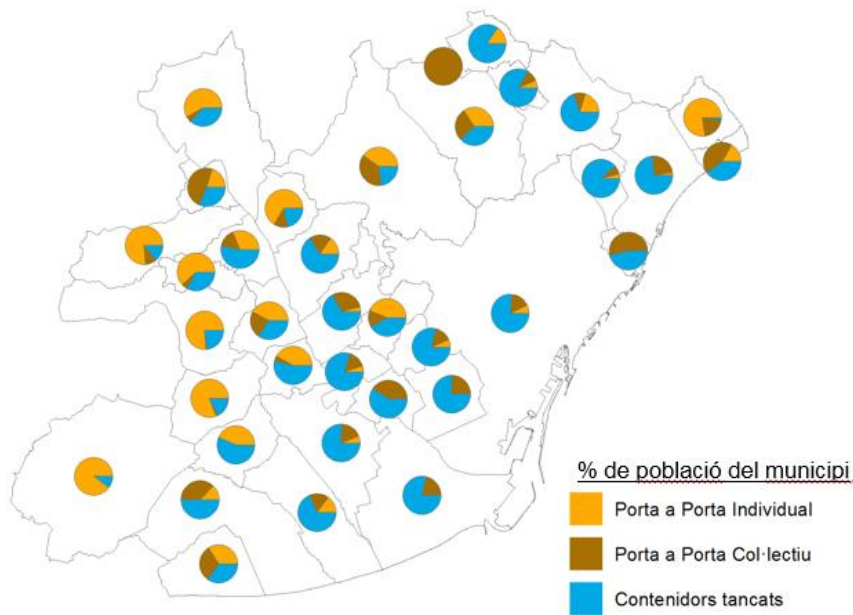 % de població del municipi
Porta a Porta Individual
Porta a Porta Col·lectiu
Contenidors tancats